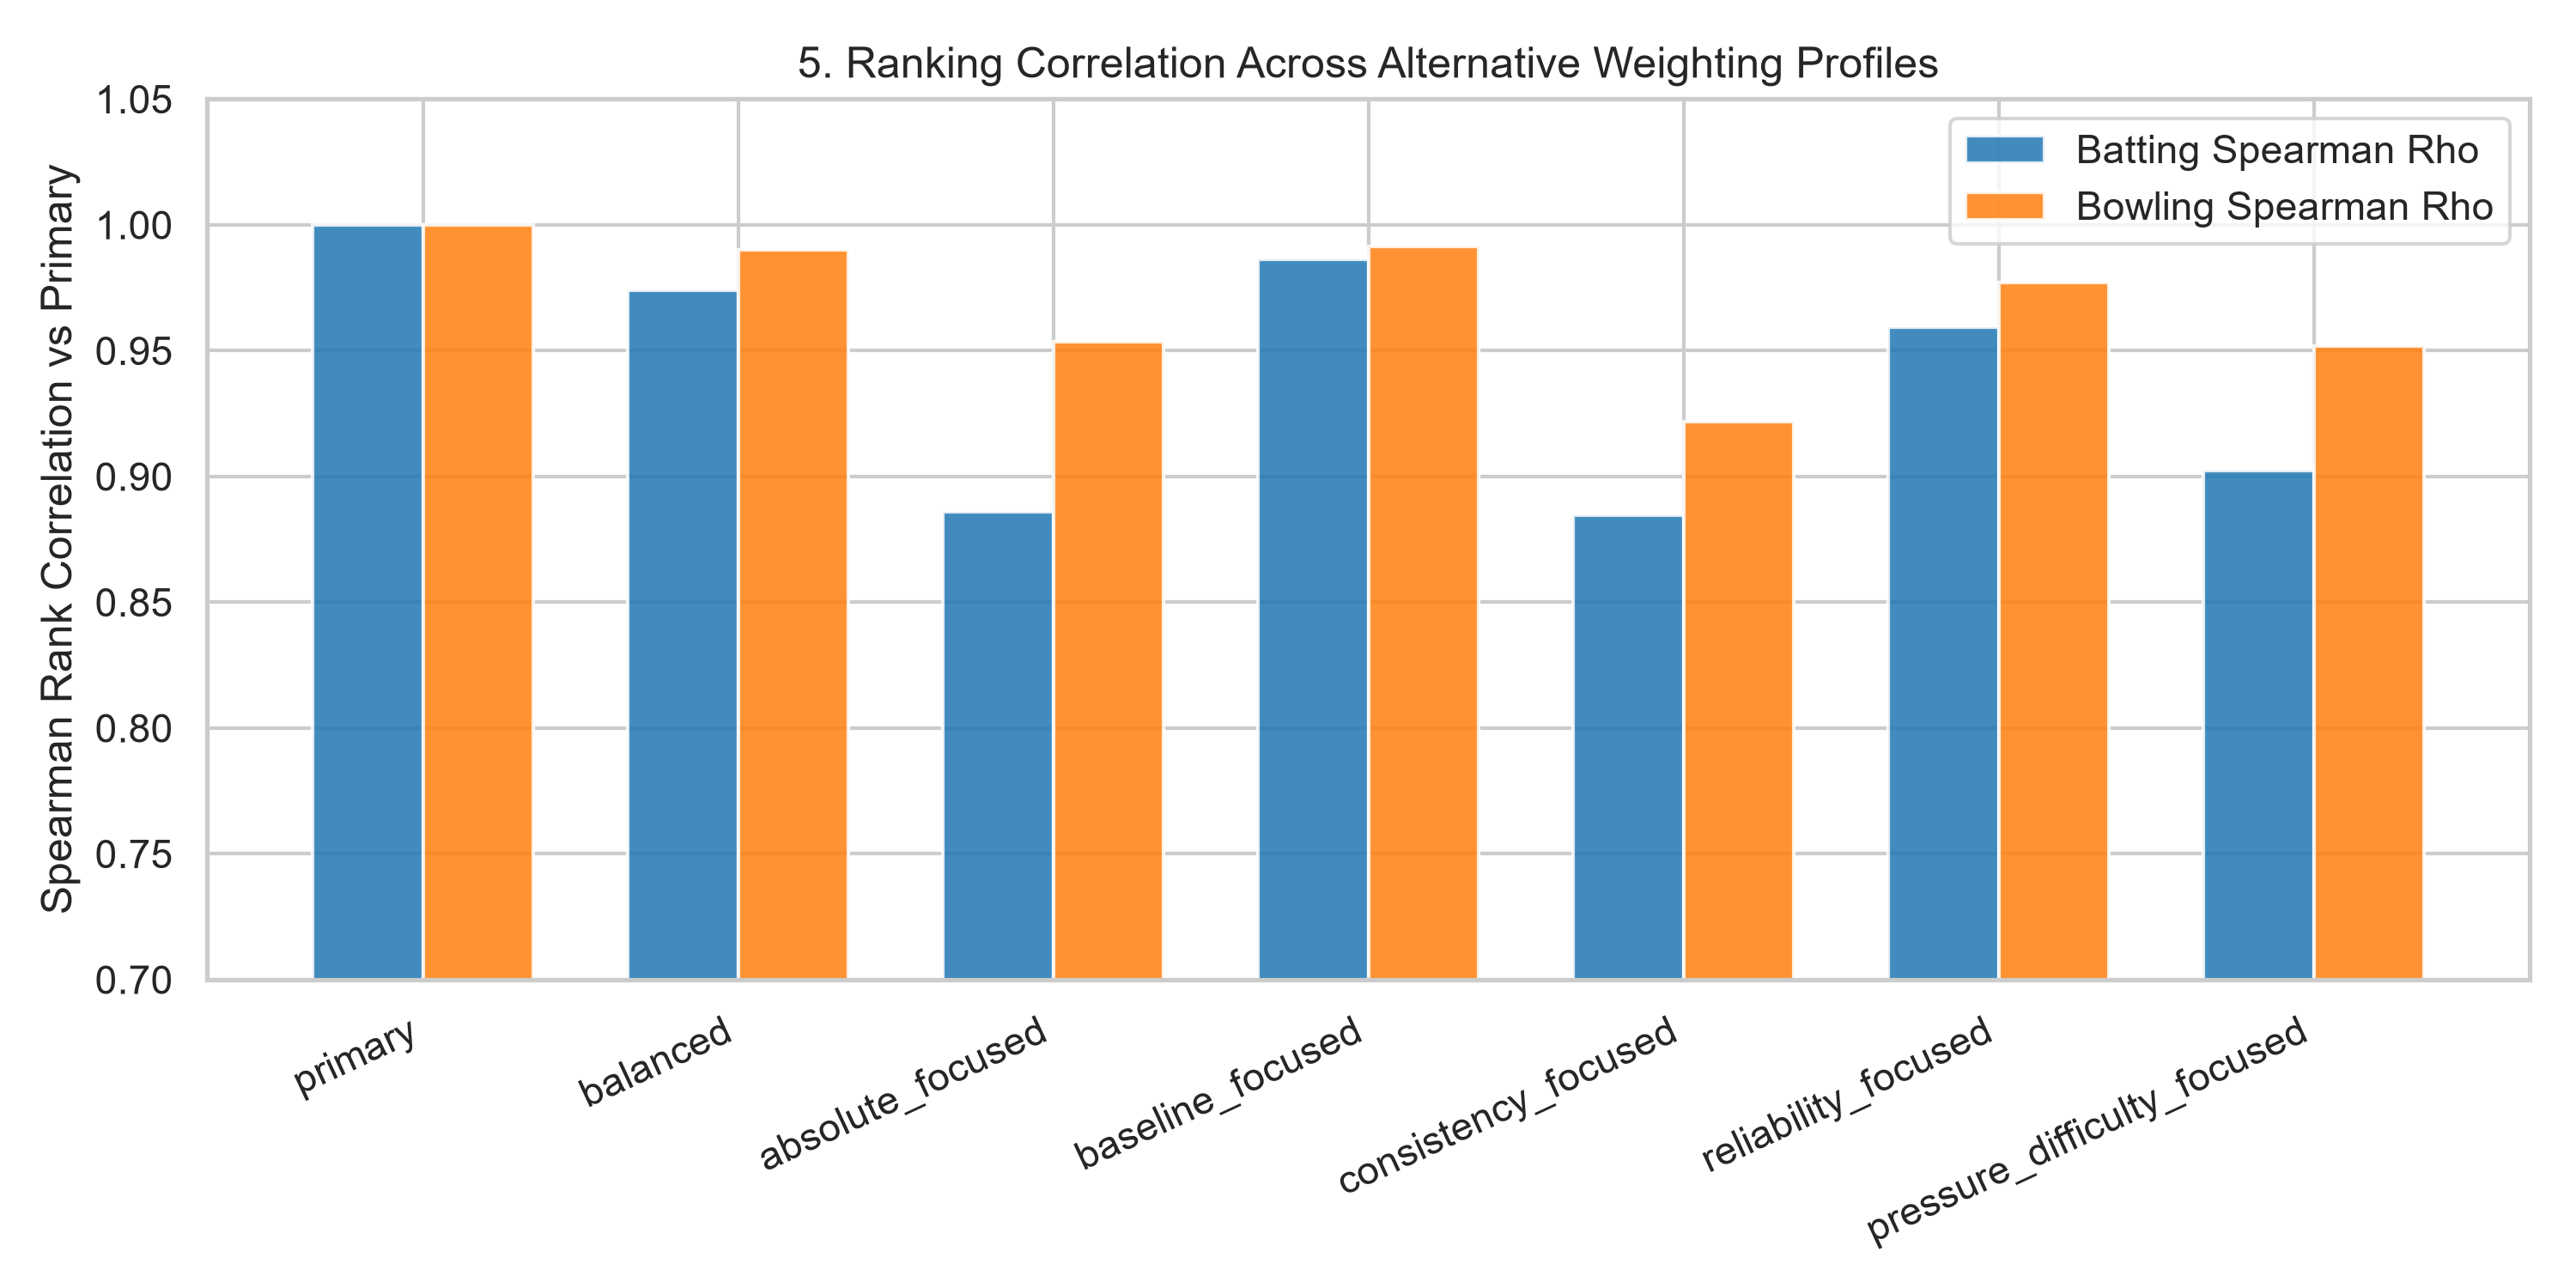 5. Ranking Correlation Across Alternative Weighting Profiles
Spearman Rank Correlation vs Primary
1.05
1.00
0.95
0.90
0.85
0.80
0.75
0.70
Batting Spearman Rho
Bowling Spearman Rho
primary
balanced
absolute_focused
baseline_focused
consistency_focused
reliability_focused
pressure_difficulty_focused